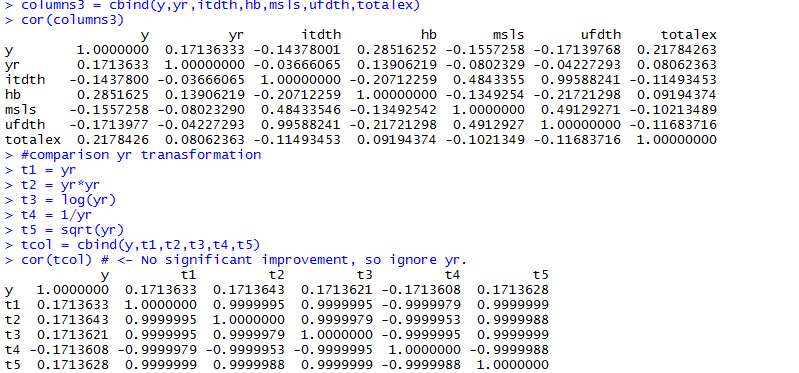 > columns3 = cbind(y,yr,itdth,hb,msls,ufdth,totalex)
> cor(columns3)
y yr itdth hb msls ufdth totalex
y 1.0000000 0.17136333 -0.14378001 0.28516252 -0.1557258 -0.17139768 0.21784263
yr 0.1713633 1.00000000 -0.03666065 0.13906219 -0.0802329 -0.04227293 0.08062363
itdth -0.1437800 -0.03666065 1.00000000 -0.20712259 0.4843355 0.99588241 -0.11493453
hb 0.2851625 0.13906219 -0.20712259 1.00000000 -0.1349254 -0.21721298 0.09194374
msls -0.1557258 -0.08023290 0.48433546 -0.13492542 1.0000000 0.49129271 -0.10213489
ufdth -0.1713977 -0.04227293 0.99588241 -0.21721298 0.4912927 1.00000000 -0.11683716
totalex 0.2178426 0.08062363 -0.11493453 0.09194374 -0.1021349 -0.11683716 1.00000000
> #comparison yr tranasformation
> t1 = yr
> t2 = yr*yr
> t3 = log(yr)
> t4 = 1/yr
> t5 = sqrt(yr)
> tcol = cbind(y,t1,t2,t3,t4,t5)
> cor(tcol) # <- No significant improvement, so ignore yr.
y t1 t2 t3 t4 t5
y 1.0000000 0.1713633 0.1713643 0.1713621 -0.1713608 0.1713628
t1 0.1713633 1.0000000 0.9999995 0.9999995 -0.9999979 0.9999999
t2 0.1713643 0.9999995 1.0000000 0.9999979 -0.9999953 0.9999988
t3 0.1713621 0.9999995 0.9999979 1.0000000 -0.9999995 0.9999999
t4 -0.1713608 -0.9999979 -0.9999953 -0.9999995 1.0000000 -0.9999988
t5 0.1713628 0.9999999 0.9999988 0.9999999 -0.9999988 1.0000000